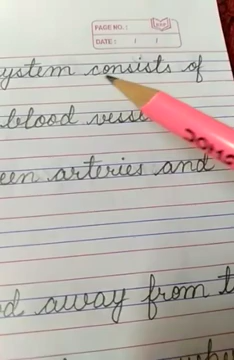 PAGE NO.:
DATE: / /
ystem consists of
blood vess
een arteries and
d away from t